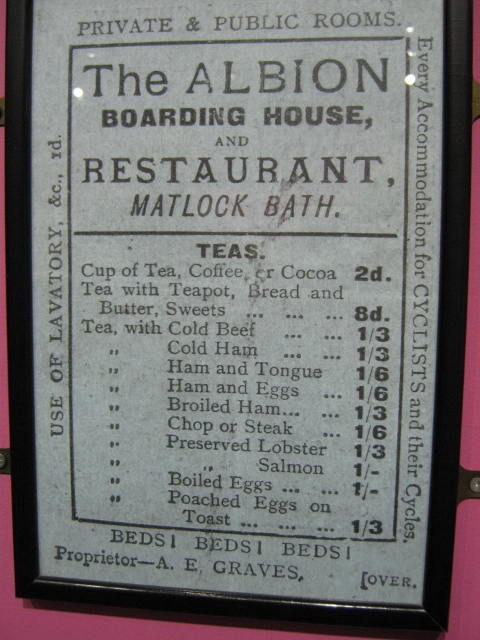 PRIVATE & PUBLIC ROOMS.
The ALBION
BOARDING HOUSE,
AND
RESTAURANT,
MATLOCK BATH.
TEAS.
Cup of Tea, Coffee, or Cocoa 2d.
Tea with Teapot, Bread and
Butter, Sweets ... ... ... 8d.
Tea, with Cold Beef ... ... 1/3
„ Cold Ham ... ... 1/3
„ Ham and Tongue 1/6
„ Ham and Eggs ... 1/6
„ Broiled Ham... ... 1/3
„ Chop or Steak ... 1/6
„ Preserved Lobster 1/3
„ „ Salmon 1/-
„ Boiled Eggs ... ... 1/-
„ Poached Eggs on
Toast ... ... ... 1/3
BEDS! BEDS! BEDS!
Proprietor—A. E. GRAVES,
[OVER.
USE OF LAVATORY, &c., 1d.
Every Accommodation for CYCLISTS and their Cycles.